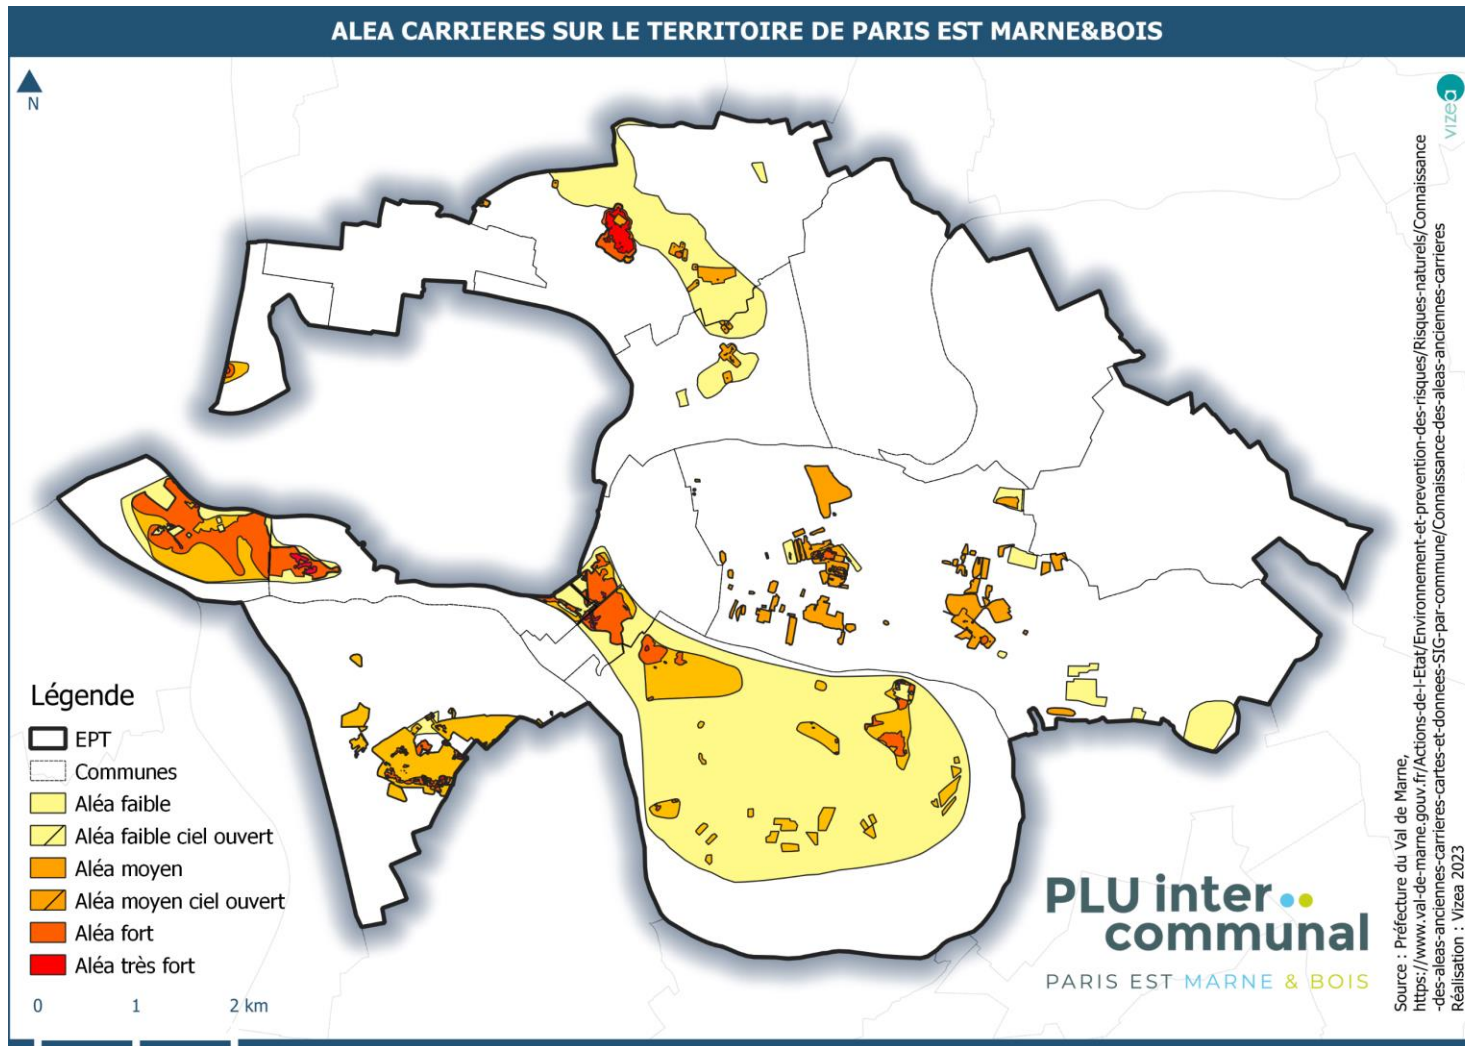 ALEA CARRIERES SUR LE TERRITOIRE DE PARIS EST MARNE&BOIS
N
vizea
Légende
EPT
Communes
Aléa faible
Aléa faible ciel ouvert
Aléa moyen
Aléa moyen ciel ouvert
Aléa fort
Aléa très fort
0 1 2 km
PLU inter
communal
PARIS EST MARNE & BOIS
Source : Préfecture du Val de Marne,
https://www.val-de-marne.gouv.fr/Actions-de-l-Etat/Environnement-et-prevention-des-risques/Risques-naturels/Connaissance
-des-aleas-anciennes-carrieres-cartes-et-donnees-SIG-par-commune/Connaissance-des-aleas-anciennes-carrieres
Réalisation : Vizea 2023